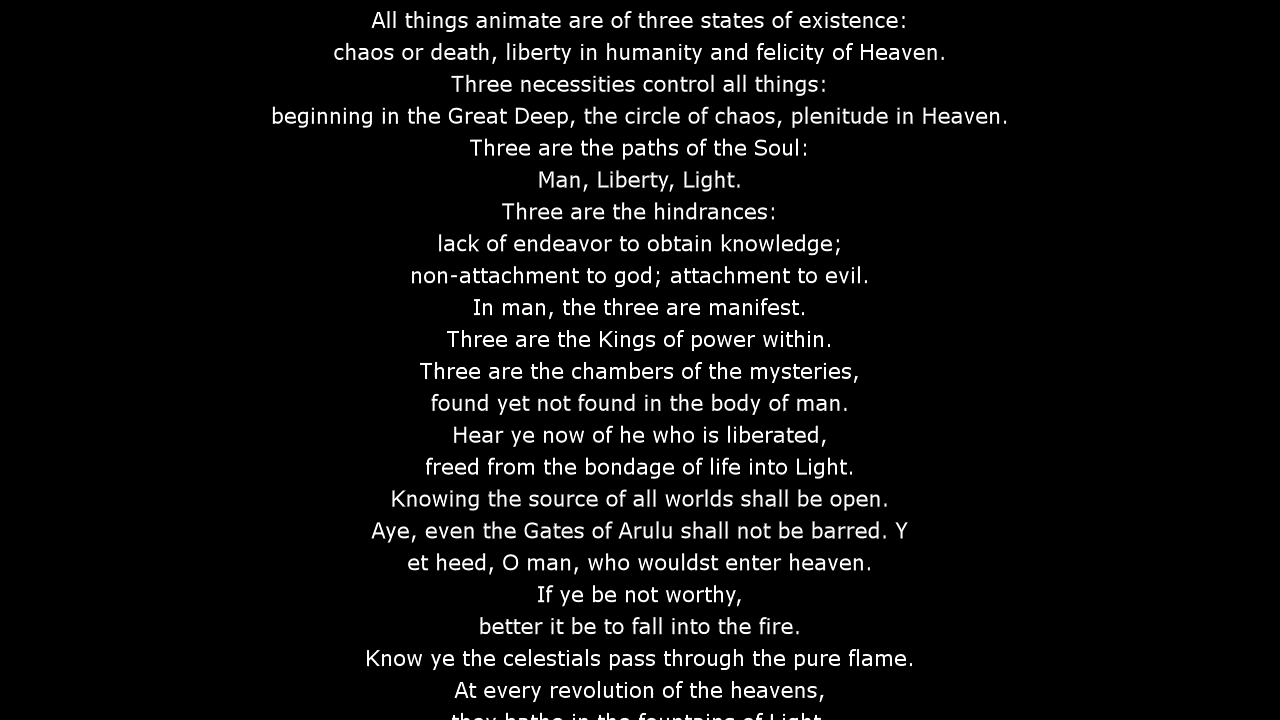 All things animate are of three states of existence:
chaos or death, liberty in humanity and felicity of Heaven.
Three necessities control all things:
beginning in the Great Deep, the circle of chaos, plenitude in Heaven.
Three are the paths of the Soul:
Man, Liberty, Light.
Three are the hindrances:
lack of endeavor to obtain knowledge;
non-attachment to god; attachment to evil.
In man, the three are manifest.
Three are the Kings of power within.
Three are the chambers of the mysteries,
found yet not found in the body of man.
Hear ye now of he who is liberated,
freed from the bondage of life into Light.
Knowing the source of all worlds shall be open.
Aye, even the Gates of Arulu shall not be barred. Y
et heed, O man, who wouldst enter heaven.
If ye be not worthy,
better it be to fall into the fire.
Know ye the celestials pass through the pure flame.
At every revolution of the heavens,
they bathe in the fountains of Light.